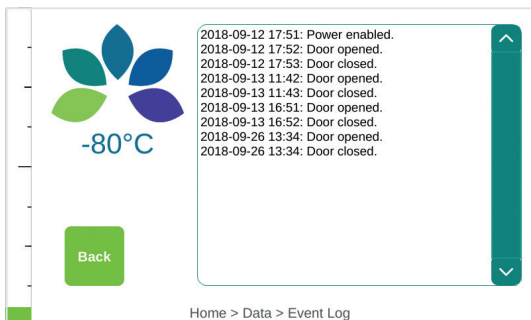 2018-09-12 17:51: Power enabled.
2018-09-12 17:52: Door opened.
2018-09-12 17:53: Door closed.
2018-09-13 11:42: Door opened.
2018-09-13 11:43: Door closed.
2018-09-13 16:51: Door opened.
2018-09-13 16:52: Door closed.
2018-09-26 13:34: Door opened.
2018-09-26 13:34: Door closed.
-80°C
Back
Home > Data > Event Log